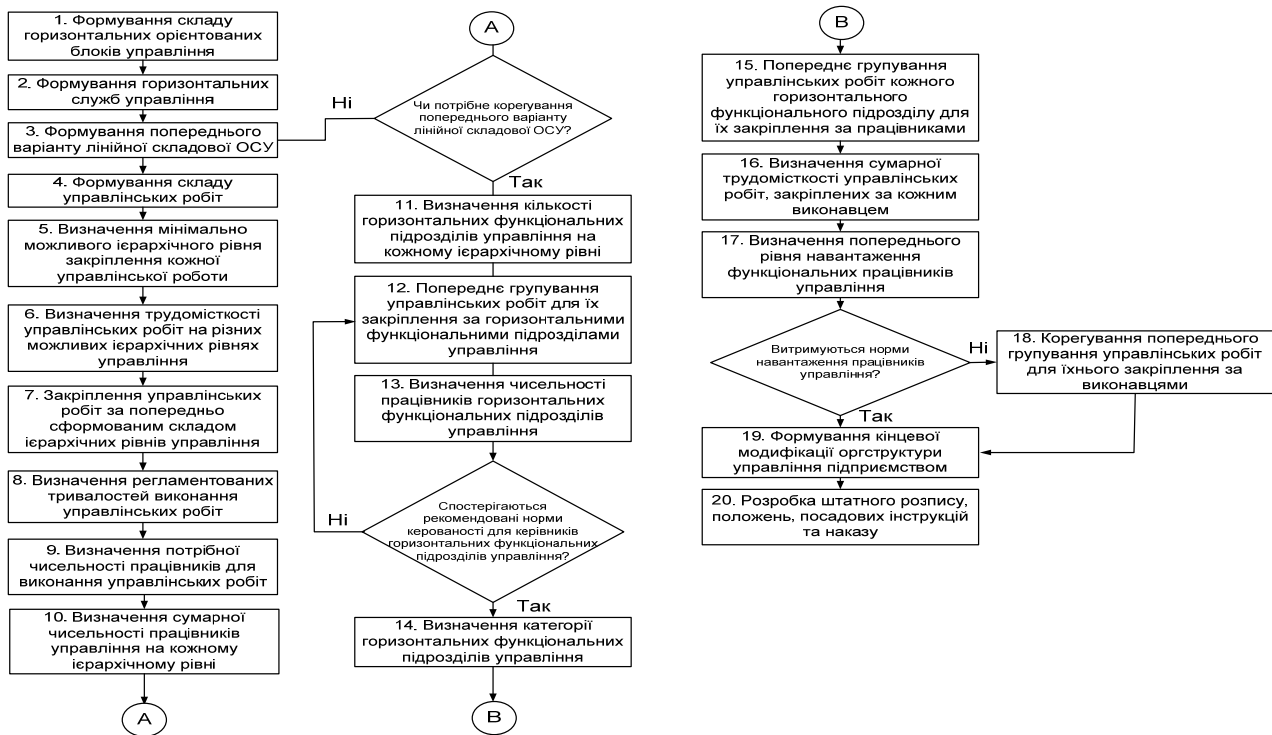 1. Формування складу
горизонтальних орієнтованих
блоків управління
2. Формування горизонтальних
служб управління
3. Формування попереднього
варіанту лінійної складової ОСУ
4. Формування складу
управлінських робіт
5. Визначення мінімально
можливого ієрархічного рівня
закріплення кожної
управлінської роботи
6. Визначення трудомісткості
управлінських робіт на різних
можливих ієрархічних рівнях
управління
7. Закріплення управлінських
робіт за попередньо
сформованим складом
ієрархічних рівнів управління
8. Визначення регламентованих
тривалостей виконання
управлінських робіт
9. Визначення потрібної
чисельності працівників для
виконання управлінських робіт
10. Визначення сумарної
чисельності працівників
управління на кожному
ієрархічному рівні
А
А
Ні
Чи потрібне корегування
попереднього варіанту
лінійної складової ОСУ?
Так
11. Визначення кількості
горизонтальних функціональних
підрозділів управління на
кожному ієрархічному рівні
12. Попереднє групування
управлінських робіт для їх
закріплення за горизонтальними
функціональними підрозділами
управління
13. Визначення чисельності
працівників горизонтальних
функціональних підрозділів
управління
Ні
Спостерігаються
рекомендовані норми
керованості для керівників
горизонтальних функціональних
підрозділів управління?
Так
14. Визначення категорії
горизонтальних функціональних
підрозділів управління
В
В
15. Попереднє групування
управлінських робіт кожного
горизонтального
функціонального підрозділу для
їх закріплення за працівниками
16. Визначення сумарної
трудомісткості управлінських
робіт, закріплених за кожним
виконавцем
17. Визначення попереднього
рівня навантаження
функціональних працівників
управління
Витримуються норми
навантаження працівників
управління?
Ні
18. Корегування попереднього
групування управлінських робіт
для їхнього закріплення за
виконавцями
Так
19. Формування кінцевої
модифікації оргструктури
управління підприємством
20. Розробка штатного розпису,
положень, посадових інструкцій
та наказу